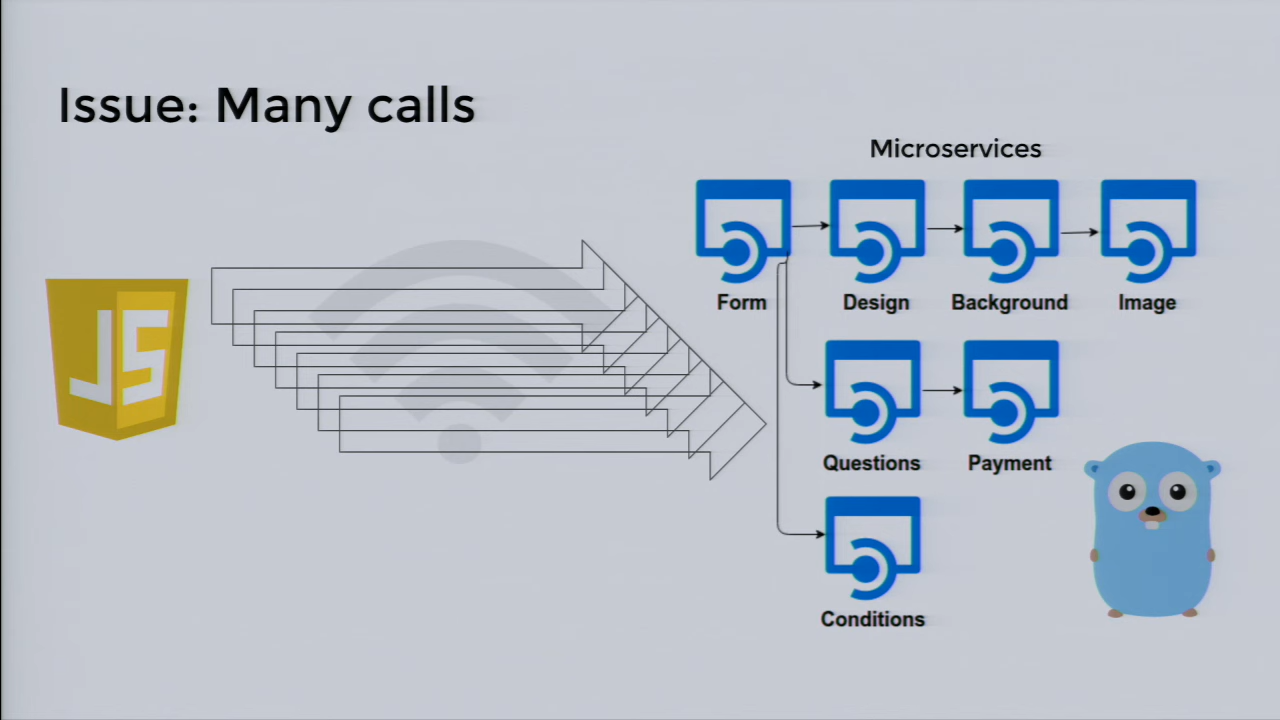 Issue: Many calls
Microservices
JS
Form
Design
Background
Image
Questions
Payment
Conditions